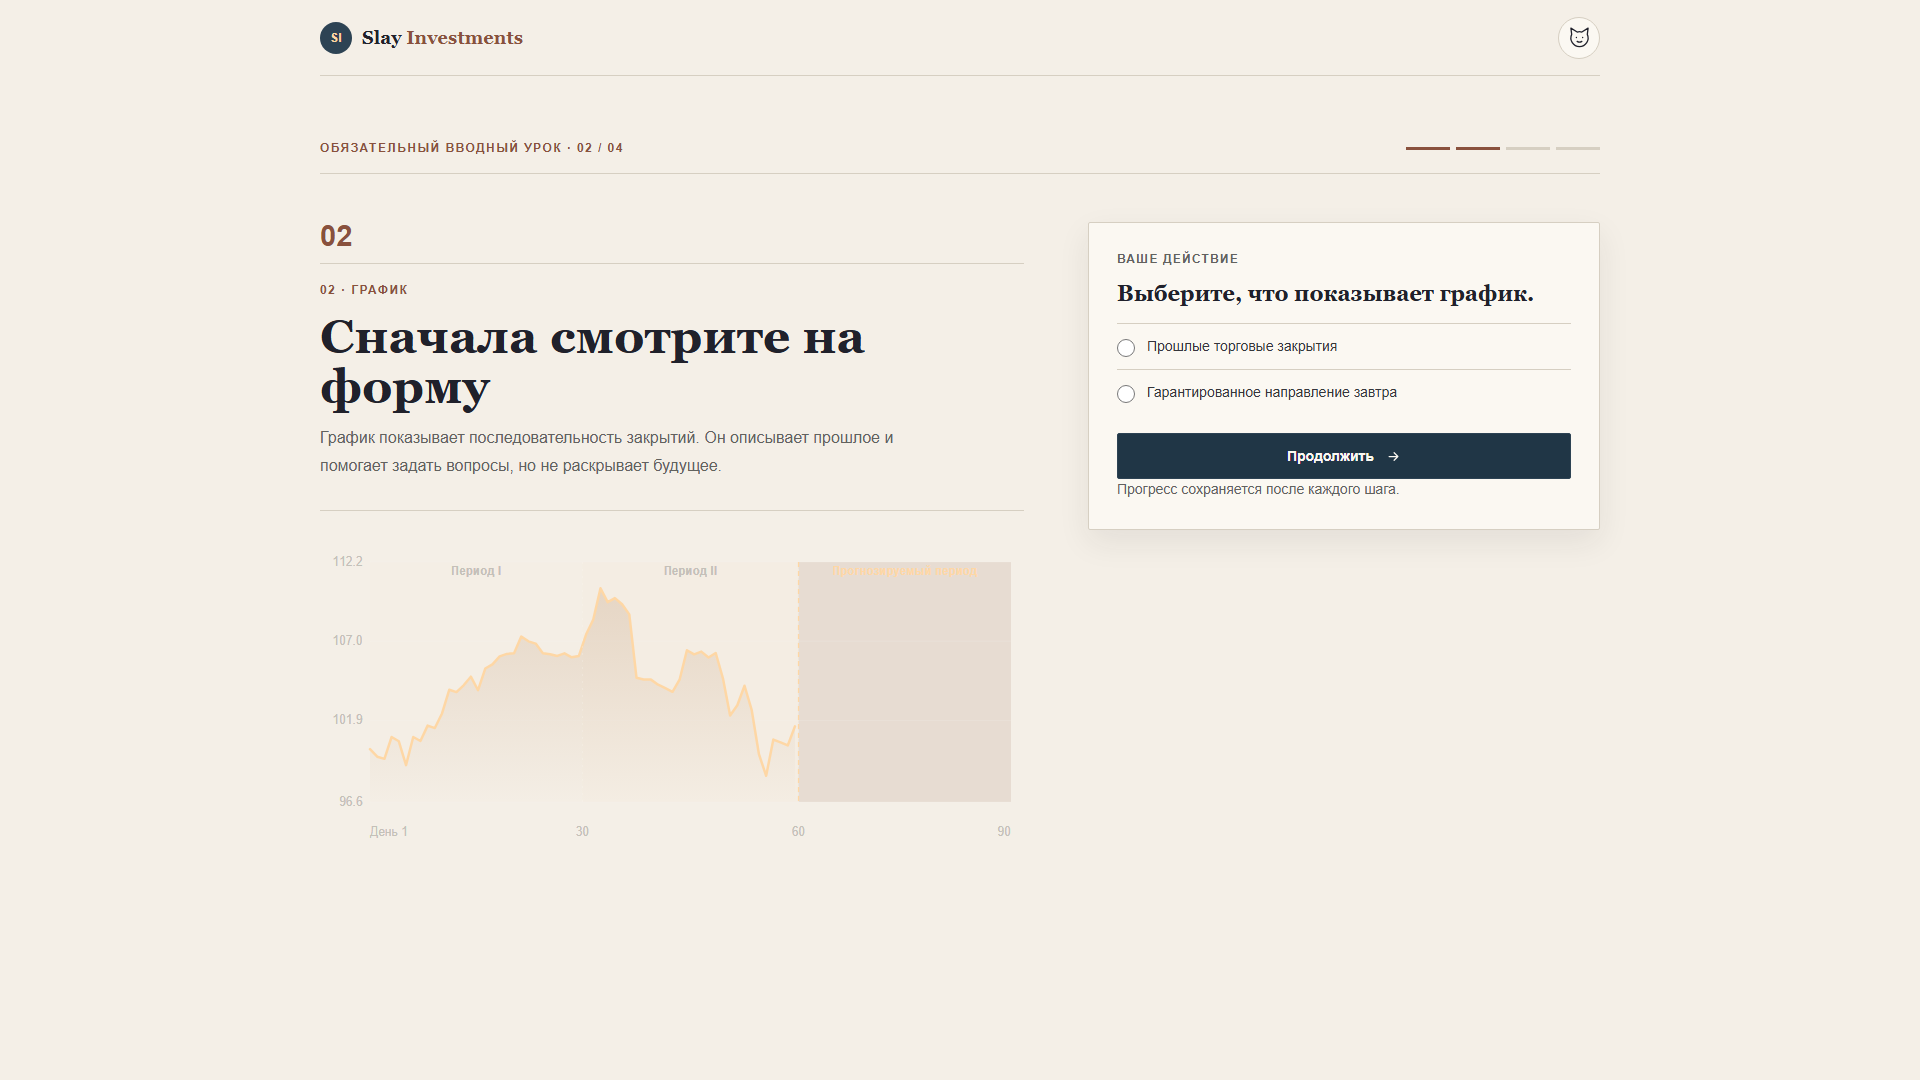 SI
Slay Investments
ОБЯЗАТЕЛЬНЫЙ ВВОДНЫЙ УРОК · 02 / 04
02
02 · ГРАФИК
Сначала смотрите на
форму
График показывает последовательность закрытий. Он описывает прошлое и
помогает задать вопросы, но не раскрывает будущее.
112.2
107.0
101.9
96.6
Период I
Период II
День 1
30
60
90
ВАШЕ ДЕЙСТВИЕ
Выберите, что показывает график.
Прошлые торговые закрытия
Гарантированное направление завтра
Продолжить →
Прогресс сохраняется после каждого шага.